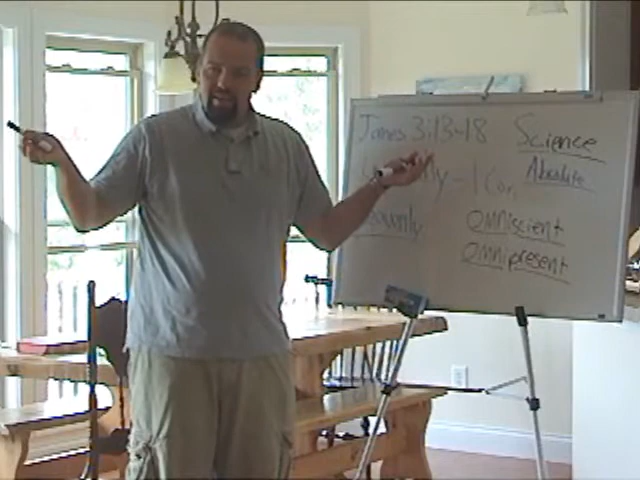 James 3:13-18
Science
Absolute
- 1 Cor.
Omniscient
Omnipresent